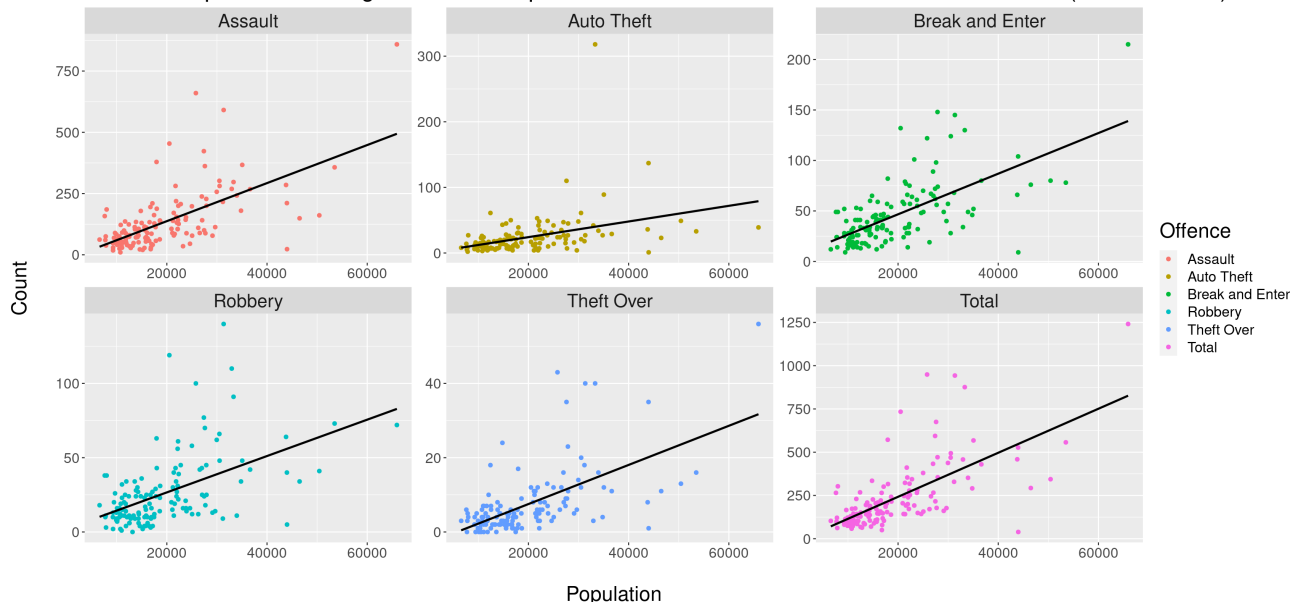 Assault Auto Theft Break and Enter
750
500
250
0
20000 40000 60000
300
200
100
0
20000 40000 60000
200
150
100
50
0
20000 40000 60000
Robbery Theft Over Total
100
50
0
20000 40000 60000
40
20
0
20000 40000 60000
1250
1000
750
500
250
0
20000 40000 60000
Count
Population
Offence
Assault
Auto Theft
Break and Enter
Robbery
Theft Over
Total